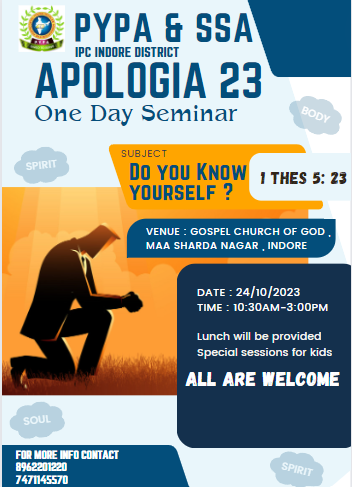 PYPA & SSA
IPC INDORE DISTRICT
APOLOGIA 23
One Day Seminar
BODY
SPIRIT
SUBJECT
DO YOU KNOW
YOURSELF ?
1 THES 5: 23
VENUE : GOSPEL CHURCH OF GOD ,
MAA SHARDA NAGAR , INDORE
DATE : 24/10/2023
TIME : 10:30AM-3:00PM
Lunch will be provided
Special sessions for kids
ALL ARE WELCOME
SOUL
FOR MORE INFO CONTACT
8962201220
7471145570
SPIRIT